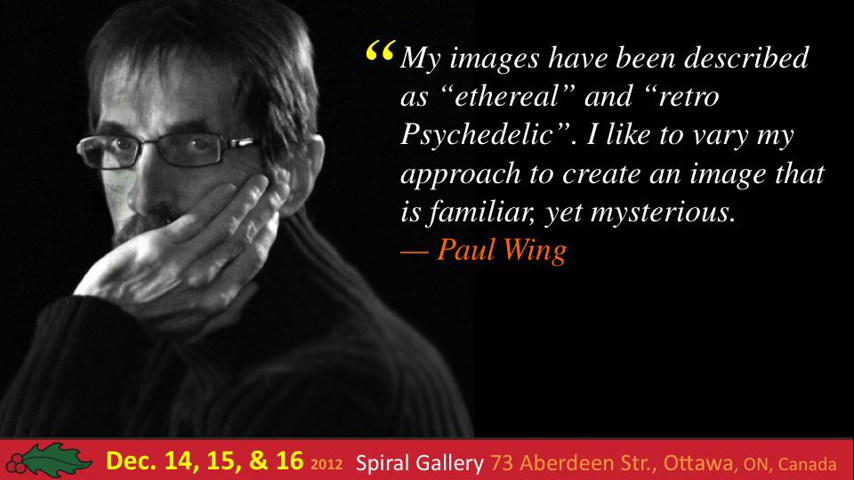 “My images have been described
as “ethereal” and “retro
Psychedelic”. I like to vary my
approach to create an image that
is familiar, yet mysterious.
— Paul Wing
Dec. 14, 15, & 16 2012 Spiral Gallery 73 Aberdeen Str., Ottawa, ON, Canada